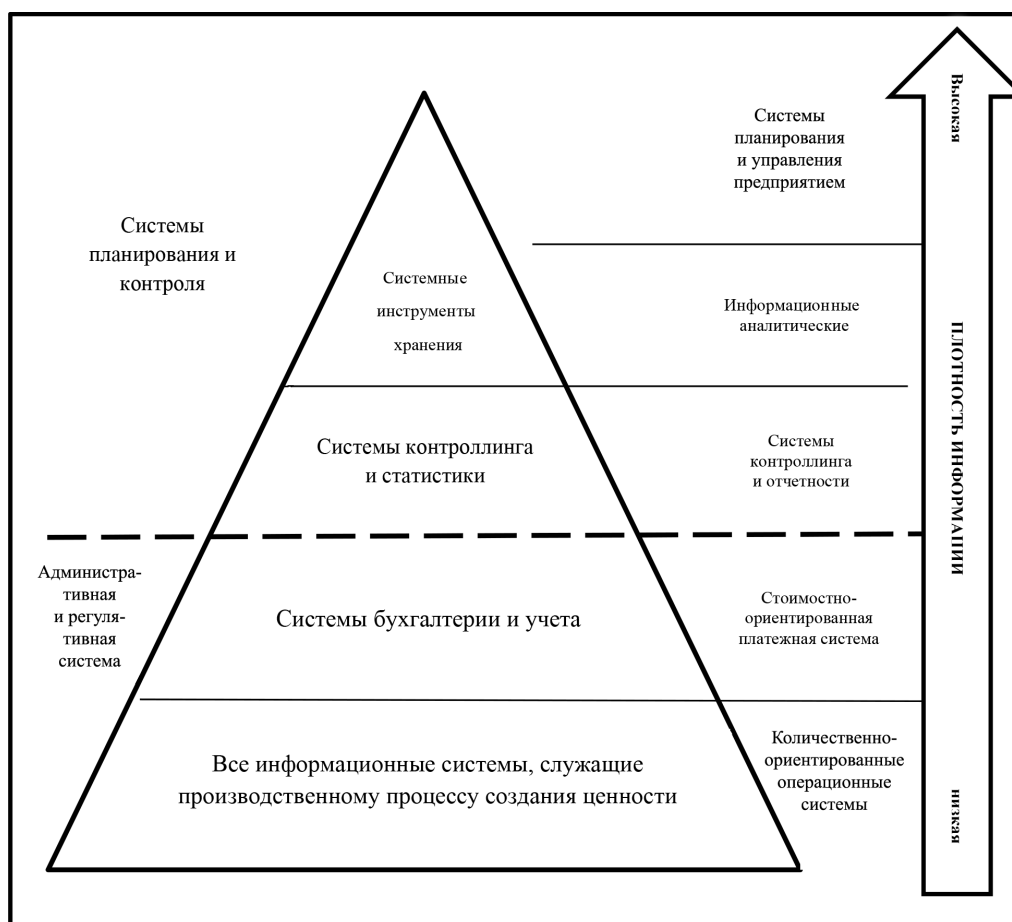 Высокая
Системы
планирования
и управления
предприятием
Системы
планирования и
контроля
Системные
инструменты
хранения
Информационные
аналитические
ПЛОТНОСТЬ ИНФОРМАЦИИ
Системы контроллинга
и статистики
Системы
контроллинга
и отчетности
Администра-
тивная
и регуля-
тивная
система
Системы бухгалтерии и учета
Стоимостно-
ориентированная
платежная система
Все информационные системы, служащие
производственному процессу создания ценности
Количественно-
ориентированные
операционные
системы
низкая